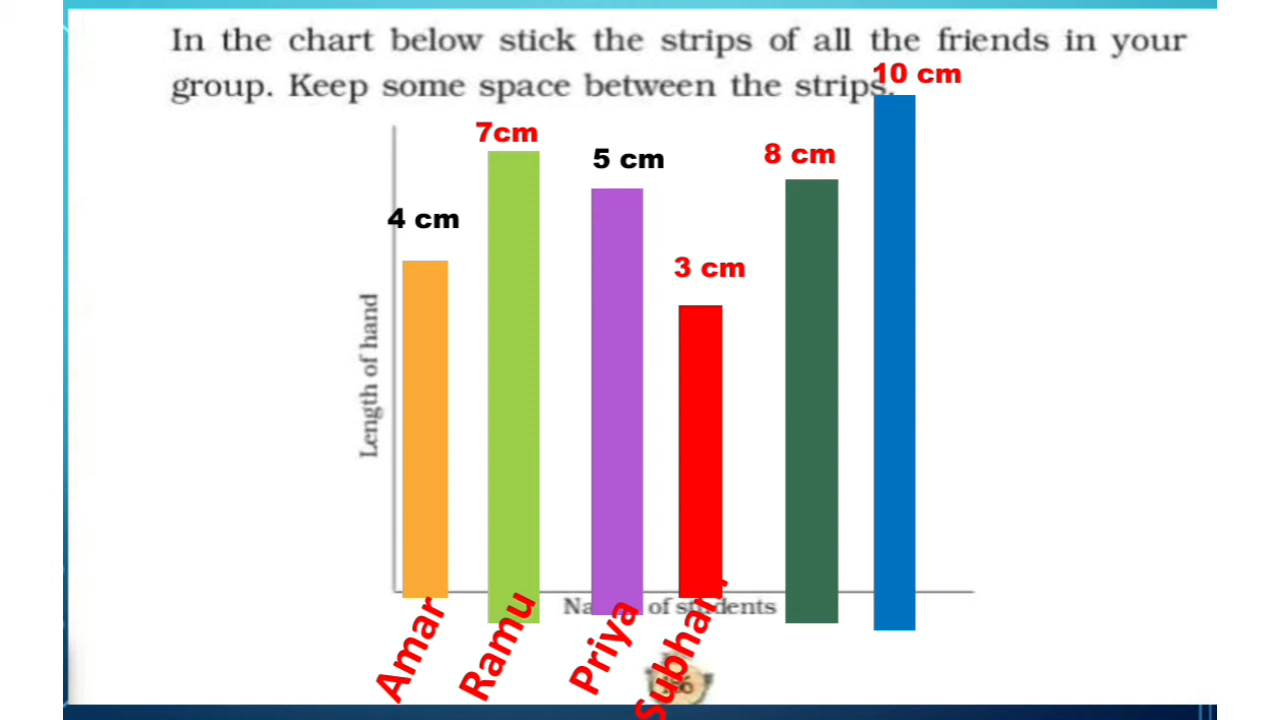 In the chart below stick the strips of all the friends in your
group. Keep some space between the strips.
10 cm
7cm
5 cm
8 cm
4 cm
3 cm
Length of hand
of
Amar
Ramu
Priya